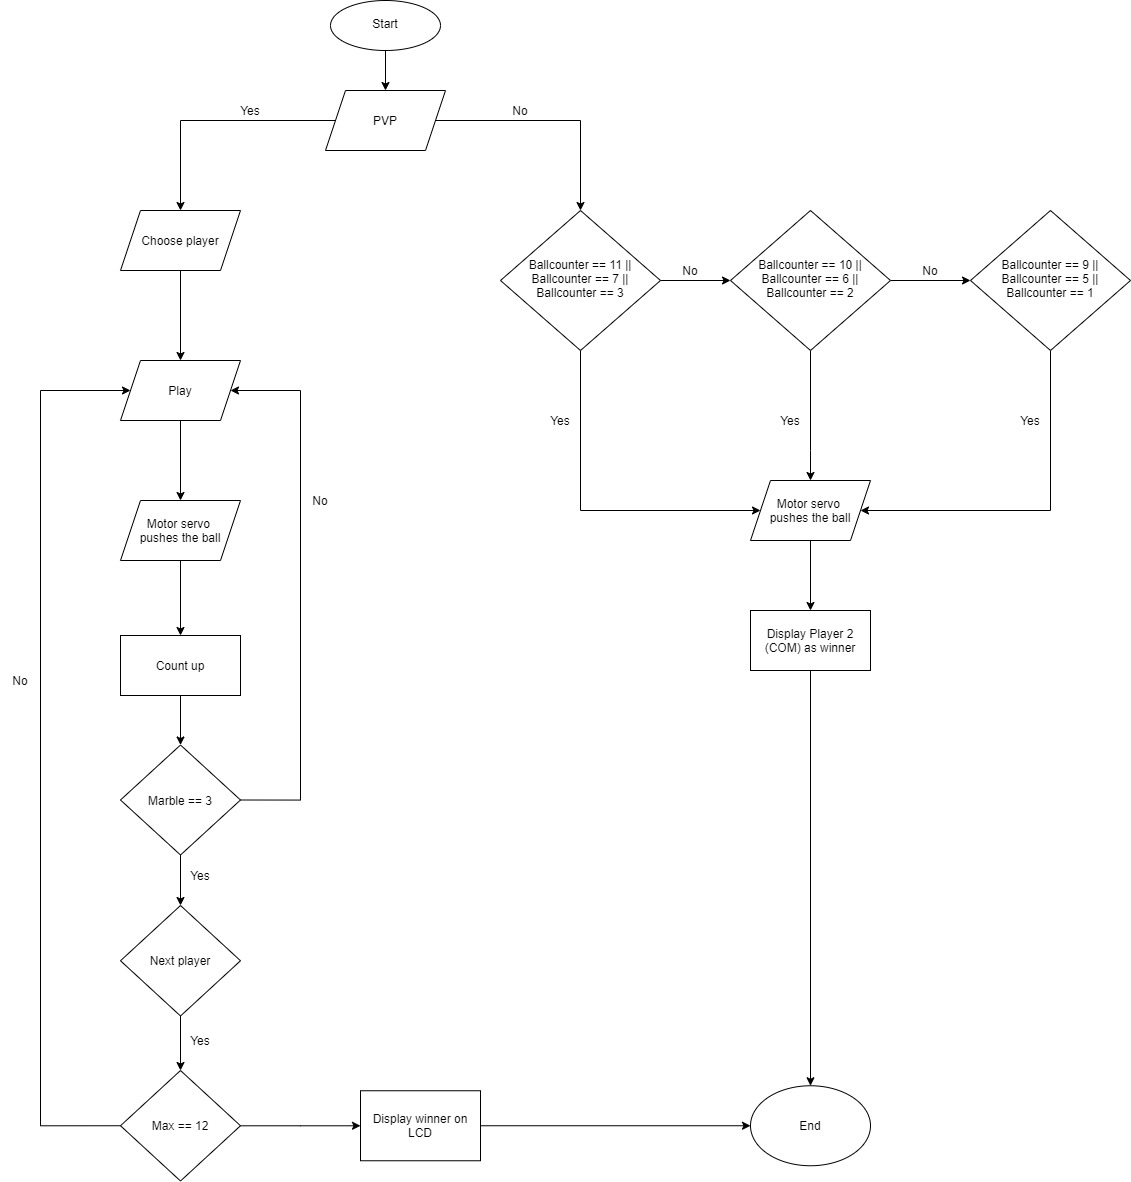 Start
Yes
No
PVP
Choose player
Ballcounter == 11 ||
Ballcounter == 7 ||
Ballcounter == 3
No
Ballcounter == 10 ||
Ballcounter == 6 ||
Ballcounter == 2
No
Ballcounter == 9 ||
Ballcounter == 5 ||
Ballcounter == 1
Play
Yes
Yes
Yes
No
Motor servo
pushes the ball
Motor servo
pushes the ball
Display Player 2
(COM) as winner
Count up
No
Marble == 3
Yes
Next player
Yes
Max == 12
Display winner on
LCD
End